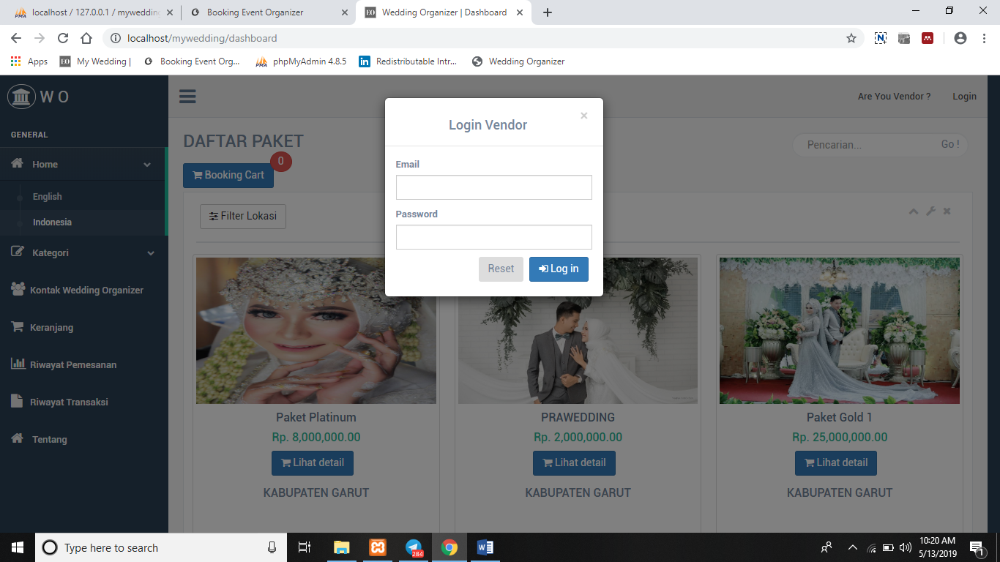 localhost / 127.0.0.1 / mywedding
Booking Event Organizer
EO Wedding Organizer | Dashboard
localhost/mywedding/dashboard
Apps
EO My Wedding |
Booking Event Org...
PMA phpMyAdmin 4.8.5
in Redistributable Intr...
Wedding Organizer
W O
Are You Vendor ?
Login
GENERAL
Home
English
Indonesia
Kategori
Kontak Wedding Organizer
Keranjang
Riwayat Pemesanan
Riwayat Transaksi
Tentang
DAFTAR PAKET
Pencarian...
Go !
Booking Cart
0
Filter Lokasi
Login Vendor
×
Email
Password
Reset
Log in
Paket Platinum
Rp. 8,000,000.00
Lihat detail
KABUPATEN GARUT
PRAWEDDING
Rp. 2,000,000.00
Lihat detail
KABUPATEN GARUT
Paket Gold 1
Rp. 25,000,000.00
Lihat detail
KABUPATEN GARUT
Type here to search
284
10:20 AM
5/13/2019
1